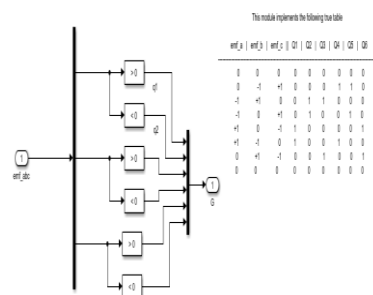 This module implements the following true table
emf_a | emf_b | emf_c || Q1 | Q2 | Q3 | Q4 | Q5 | Q6
0 0 0 0 0 0 0 0 0
0 -1 +1 0 0 0 1 1 0
-1 +1 0 0 1 1 0 0 0
-1 0 +1 0 1 0 0 1 0
+1 0 -1 1 0 0 0 0 1
+1 -1 0 1 0 0 1 0 0
0 +1 -1 0 0 1 0 0 1
0 0 0 0 0 0 0 0 0
> 0
q1
< 0
q2
> 0
1
emf_abc
1
G
< 0
> 0
< 0